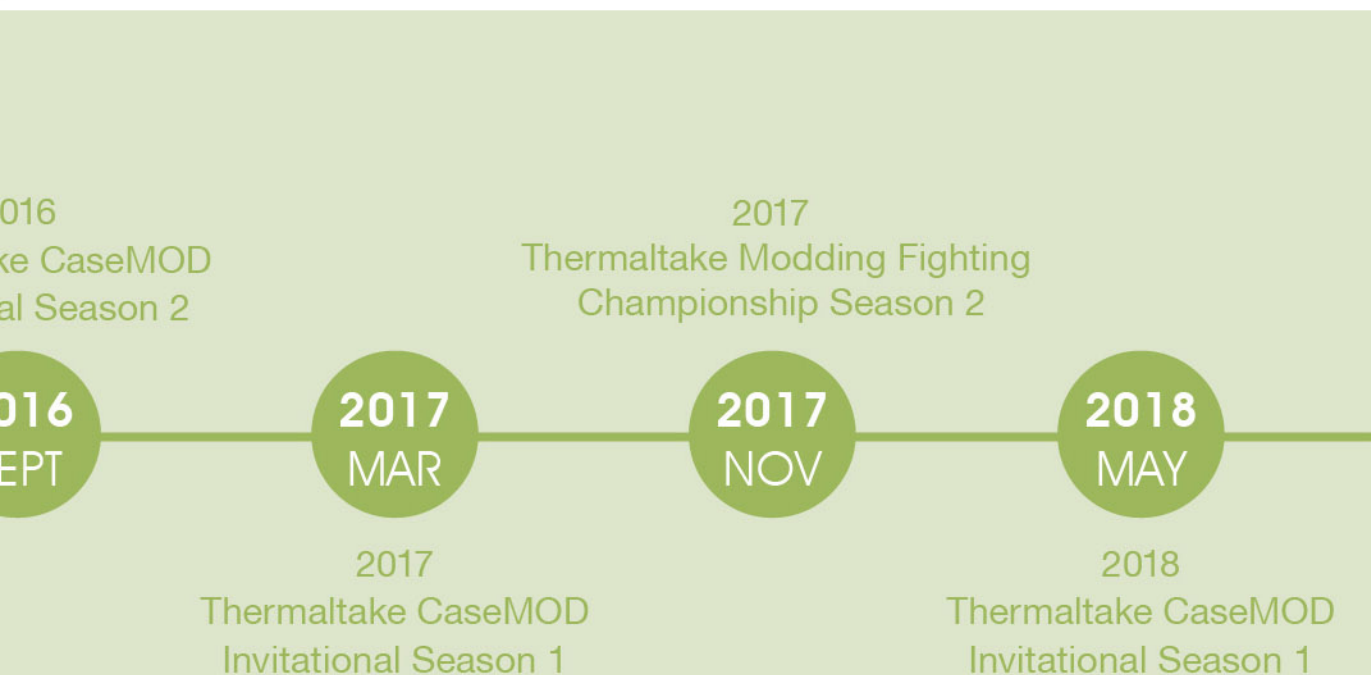 016
ke CaseMOD
al Season 2
2017
Thermaltake Modding Fighting
Championship Season 2
016
EPT
2017
MAR
2017
NOV
2018
MAY
2017
Thermaltake CaseMOD
Invitational Season 1
2018
Thermaltake CaseMOD
Invitational Season 1